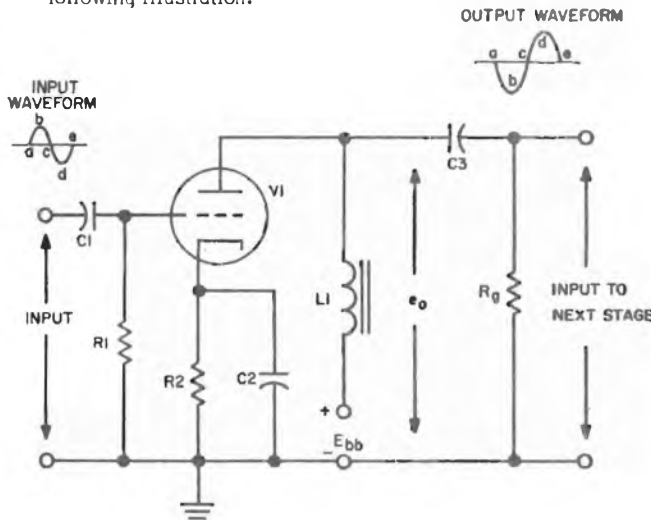 following illustration.
OUTPUT WAVEFORM
a
c
d
e
b
INPUT
WAVEFORM
b
a
c
e
d
V1
C3
C1
L1
e₀
Rg
INPUT TO
NEXT STAGE
INPUT
R1
R2
C2
+
- Ebb